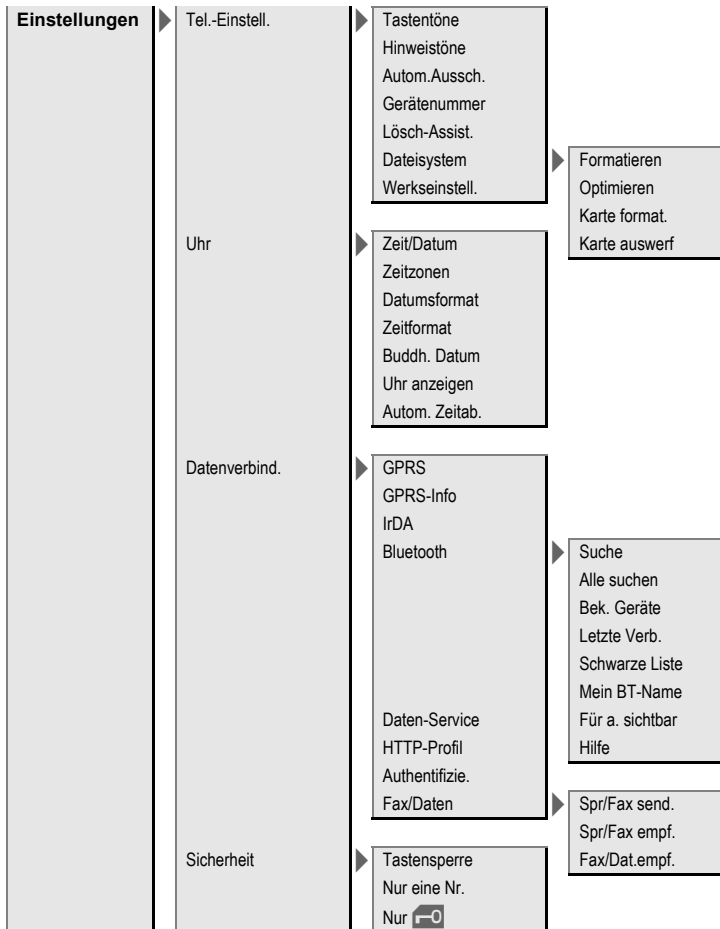 Einstellungen
Tel.-Einstell.
Tastentöne
Hinweistöne
Autom.Aussch.
Gerätenummer
Lösch-Assist.
Dateisystem
Formatieren
Optimieren
Karte format.
Karte auswerf
Werkseinstell.
Uhr
Zeit/Datum
Zeitzonen
Datumsformat
Zeitformat
Buddh. Datum
Uhr anzeigen
Autom. Zeitab.
Datenverbind.
GPRS
GPRS-Info
IrDA
Bluetooth
Suche
Alle suchen
Bek. Geräte
Letzte Verb.
Schwarze Liste
Mein BT-Name
Für a. sichtbar
Hilfe
Daten-Service
HTTP-Profil
Authentifizie.
Fax/Daten
Spr/Fax send.
Spr/Fax empf.
Fax/Dat.empf.
Sicherheit
Tastensperre
Nur eine Nr.
Nur